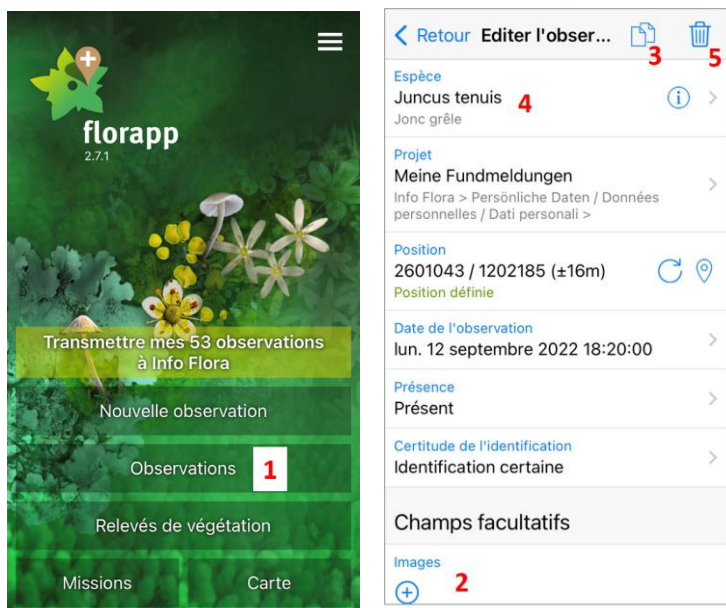 florapp
2.7.1
Transmettre mes 53 observations
à Info Flora
Nouvelle observation
Observations 1
Relevés de végétation
Missions Carte
Retour Editer l'obser... 3 5
Espèce
Juncus tenuis 4
Jonc grêle
Projet
Meine Fundmeldungen
Info Flora > Persönliche Daten / Données
personnelles / Dati personali >
Position
2601043 / 1202185 (±16m)
Position définie
Date de l'observation
lun. 12 septembre 2022 18:20:00
Présence
Présent
Certitude de l'identification
Identification certaine
Champs facultatifs
Images
2